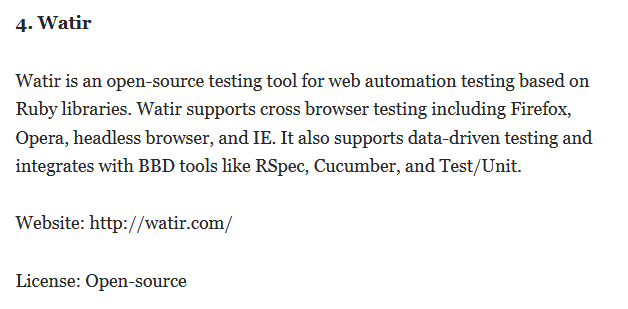 4. Watir
Watir is an open-source testing tool for web automation testing based on
Ruby libraries. Watir supports cross browser testing including Firefox,
Opera, headless browser, and IE. It also supports data-driven testing and
integrates with BBD tools like RSpec, Cucumber, and Test/Unit.
Website: http://watir.com/
License: Open-source